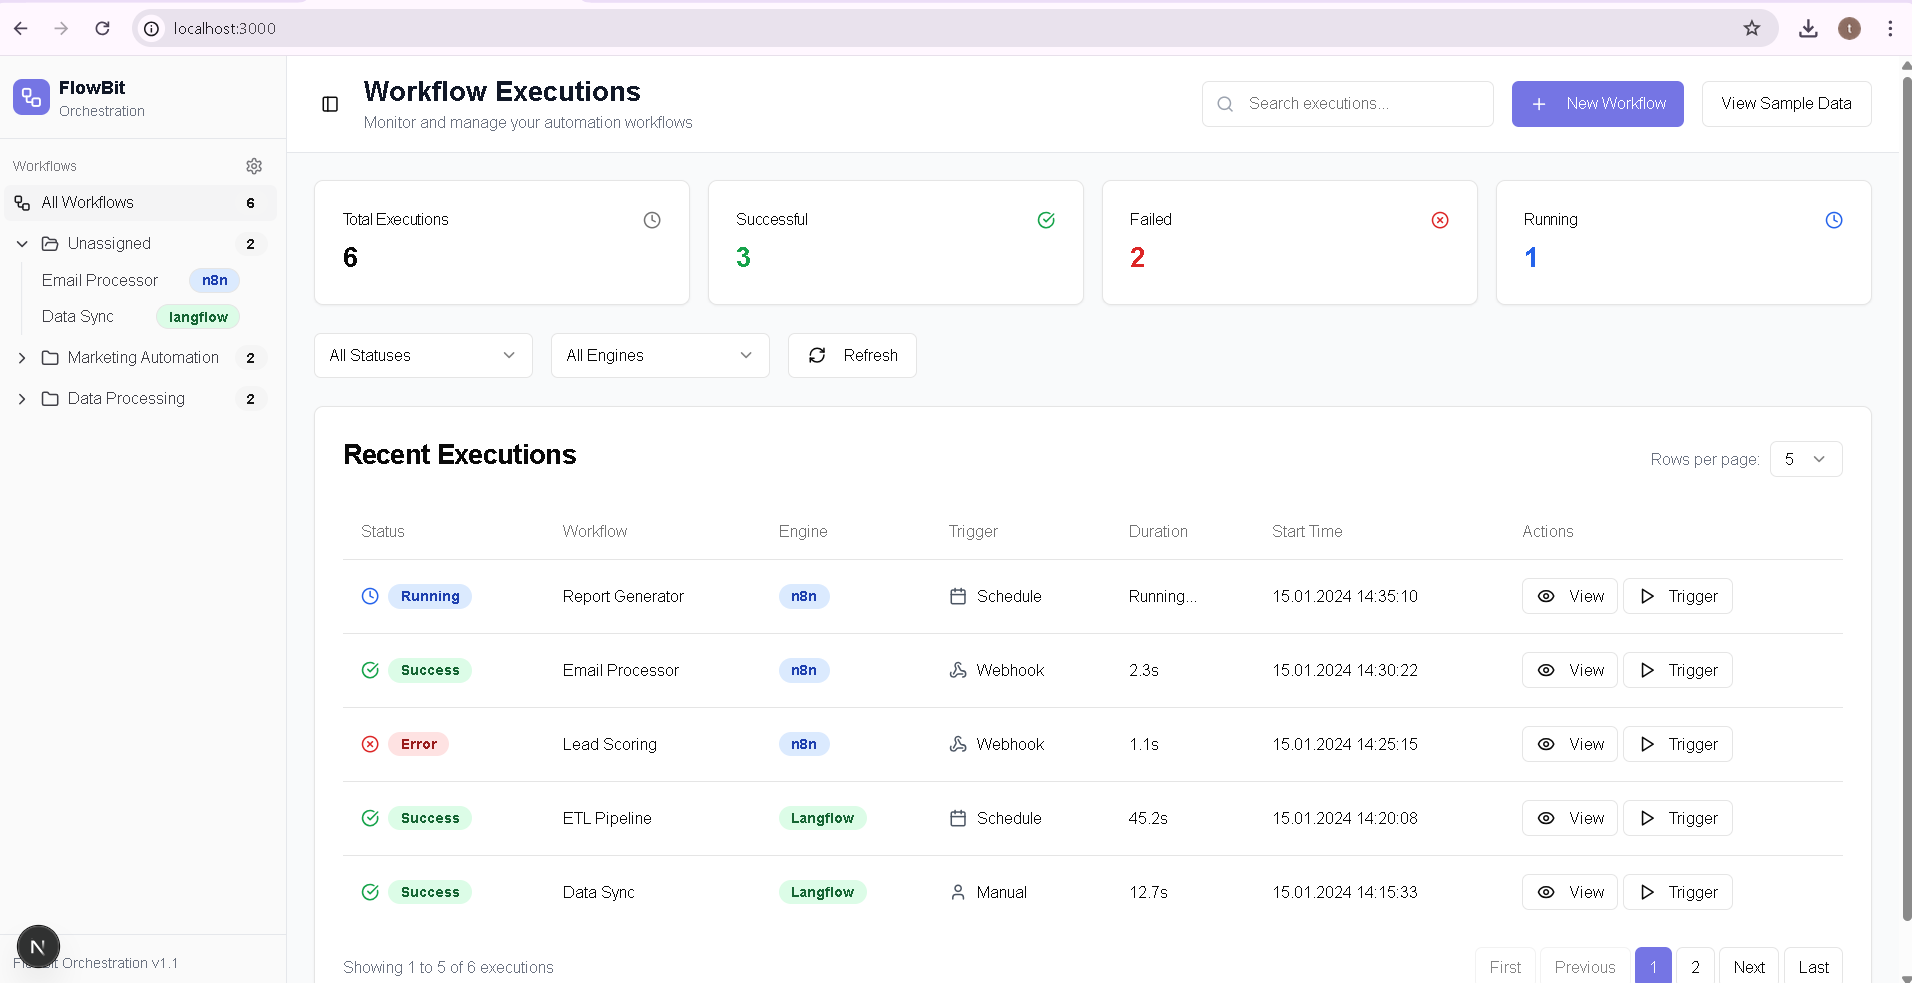 localhost:3000
t
FlowBit
Orchestration
Workflows
All Workflows 6
Unassigned 2
Email Processor n8n
Data Sync langflow
Marketing Automation 2
Data Processing 2
N
Orchestration v1.1
Workflow Executions
Monitor and manage your automation workflows
Search executions...
New Workflow
View Sample Data
Total Executions
6
Successful
3
Failed
2
Running
1
All Statuses
All Engines
Refresh
Recent Executions
Rows per page: 5
Status Workflow Engine Trigger Duration Start Time Actions
Running Report Generator n8n Schedule Running... 15.01.2024 14:35:10 View Trigger
Success Email Processor n8n Webhook 2.3s 15.01.2024 14:30:22 View Trigger
Error Lead Scoring n8n Webhook 1.1s 15.01.2024 14:25:15 View Trigger
Success ETL Pipeline Langflow Schedule 45.2s 15.01.2024 14:20:08 View Trigger
Success Data Sync Langflow Manual 12.7s 15.01.2024 14:15:33 View Trigger
Showing 1 to 5 of 6 executions
First Previous 1 2 Next Last